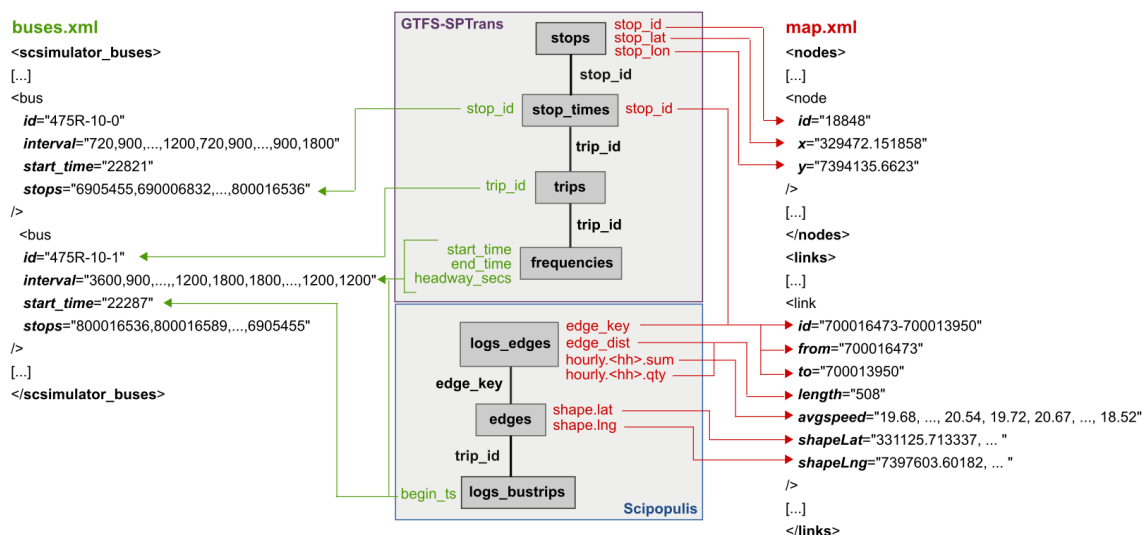 buses.xml
<scsimulator_buses>
[...]
<bus
id="475R-10-0"
interval="720,900,...,1200,720,900,...,900,1800"
start_time="22821"
stops="6905455,690006832,...,800016536"
/>
<bus
id="475R-10-1"
interval="3600,900,...,,1200,1800,1800,...,1200,1200"
start_time="22287"
stops="800016536,800016589,...,6905455"
/>
[...]
</scsimulator_buses>
GTFS-SPTrans
stops
stop_id
stop_lat
stop_lon
stop_id
stop_id
stop_times
stop_id
trip_id
trip_id
trips
trip_id
start_time
end_time
headway_secs
frequencies
logs_edges
edge_key
edge_dist
hourly.<hh>.sum
hourly.<hh>.qty
edge_key
edges
shape.lat
shape.lng
trip_id
begin_ts
logs_bustrips
Scipopulis
map.xml
<nodes>
[...]
<node
id="18848"
x="329472.151858"
y="7394135.6623"
/>
[...]
</nodes>
<links>
[...]
<link
id="700016473-700013950"
from="700016473"
to="700013950"
length="508"
avgspeed="19.68, ..., 20.54, 19.72, 20.67, ..., 18.52"
shapeLat="331125.713337, ... "
shapeLng="7397603.60182, ... "
/>
[...]
</links>